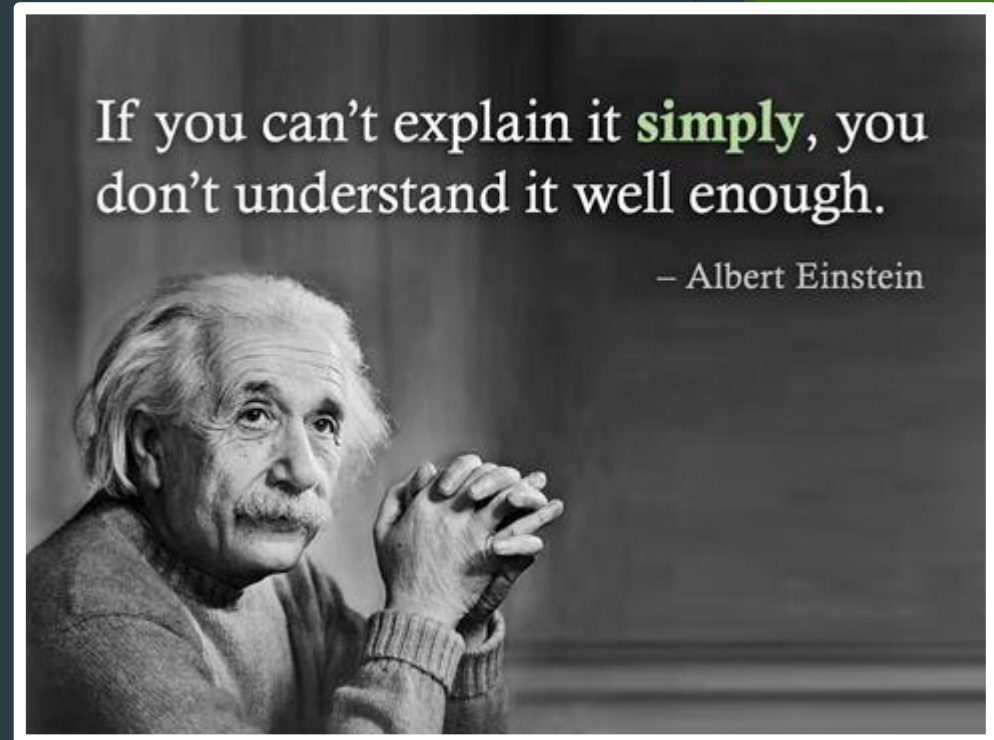 If you can’t explain it simply, you
don’t understand it well enough.
– Albert Einstein